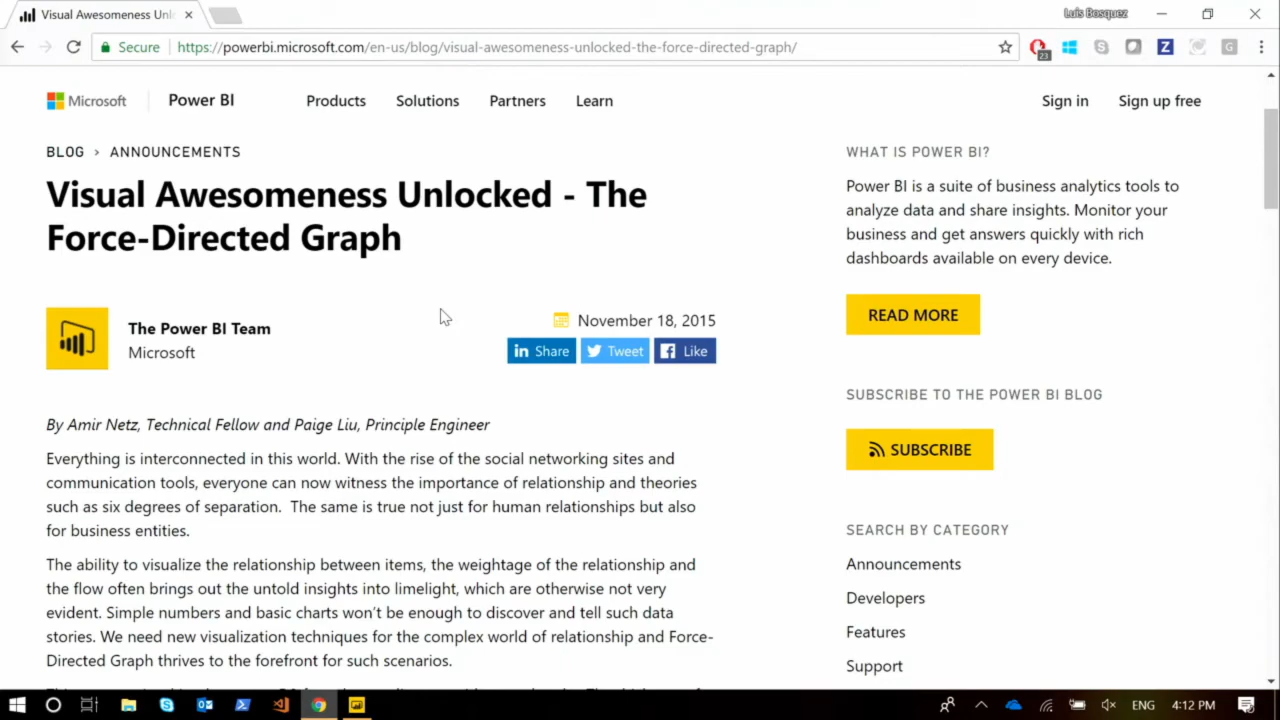 Visual Awesomeness Unl
Luis Bosquez
Secure
https://powerbi.microsoft.com/en-us/blog/visual-awesomeness-unlocked-the-force-directed-graph/
23
Z
G
Microsoft
Power BI
Products
Solutions
Partners
Learn
Sign in
Sign up free
BLOG › ANNOUNCEMENTS
Visual Awesomeness Unlocked - The
Force-Directed Graph
The Power BI Team
Microsoft
November 18, 2015
in Share
Tweet
Like
By Amir Netz, Technical Fellow and Paige Liu, Principle Engineer
Everything is interconnected in this world. With the rise of the social networking sites and
communication tools, everyone can now witness the importance of relationship and theories
such as six degrees of separation. The same is true not just for human relationships but also
for business entities.
The ability to visualize the relationship between items, the weightage of the relationship and
the flow often brings out the untold insights into limelight, which are otherwise not very
evident. Simple numbers and basic charts won't be enough to discover and tell such data
stories. We need new visualization techniques for the complex world of relationship and Force-
Directed Graph thrives to the forefront for such scenarios.
WHAT IS POWER BI?
Power BI is a suite of business analytics tools to
analyze data and share insights. Monitor your
business and get answers quickly with rich
dashboards available on every device.
READ MORE
SUBSCRIBE TO THE POWER BI BLOG
SUBSCRIBE
SEARCH BY CATEGORY
Announcements
Developers
Features
Support
ENG
4:12 PM